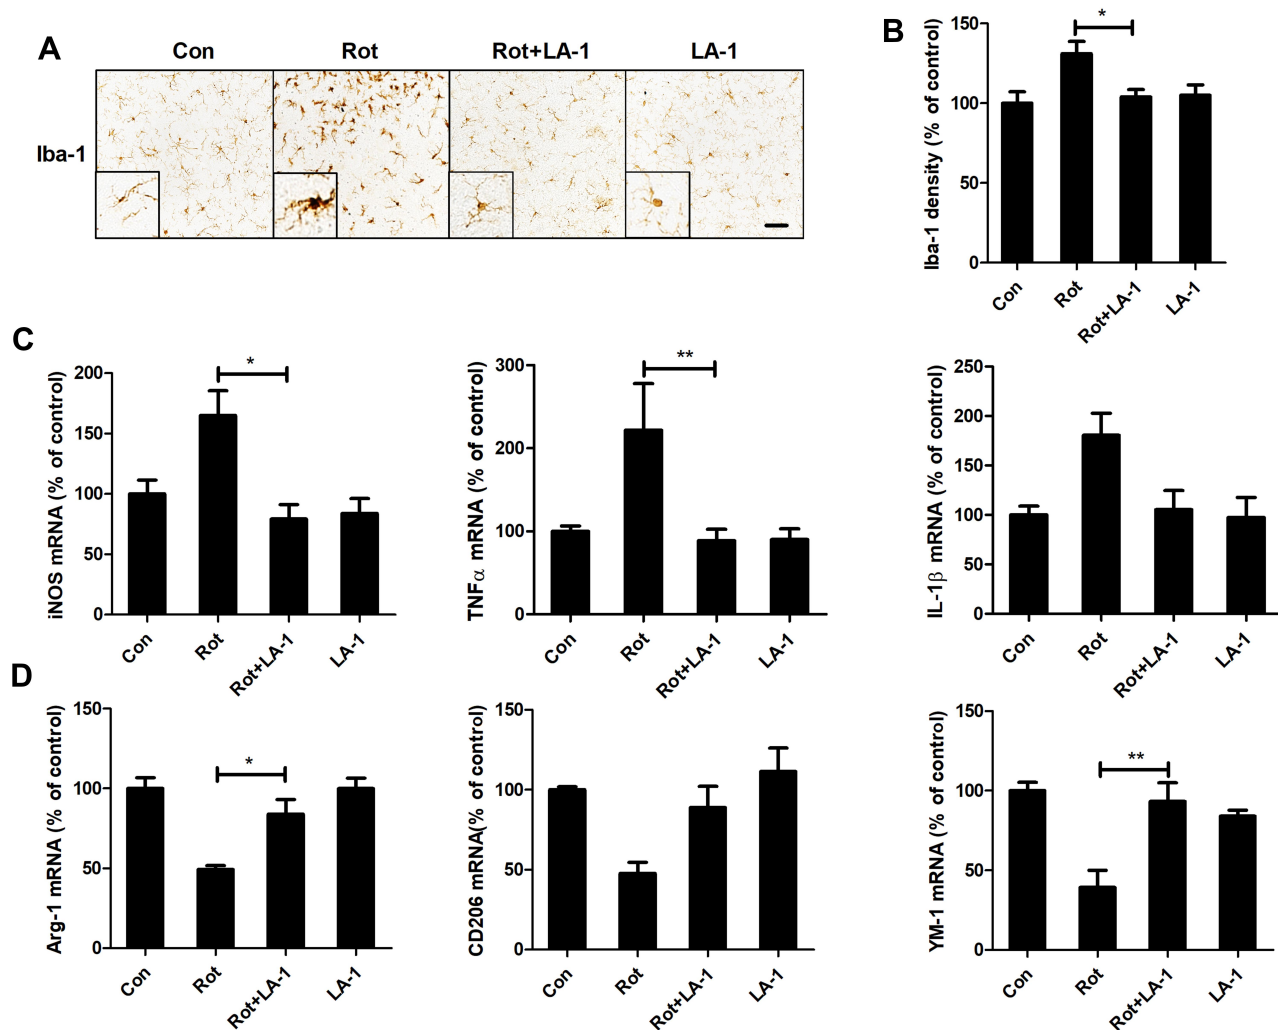 A
Con
Rot
Rot+LA-1
LA-1
Iba-1
B
Iba-1 density (% of control)
150
100
50
0
*
Con
Rot
Rot+LA-1
LA-1
C
iNOS mRNA (% of control)
200
150
100
50
0
*
Con
Rot
Rot+LA-1
LA-1
TNFα mRNA (% of control)
300
200
100
0
**
Con
Rot
Rot+LA-1
LA-1
IL-1β mRNA (% of control)
250
200
150
100
50
0
Con
Rot
Rot+LA-1
LA-1
D
Arg-1 mRNA (% of control)
150
100
50
0
*
Con
Rot
Rot+LA-1
LA-1
CD206 mRNA(% of control)
150
100
50
0
Con
Rot
Rot+LA-1
LA-1
YM-1 mRNA (% of control)
150
100
50
0
**
Con
Rot
Rot+LA-1
LA-1